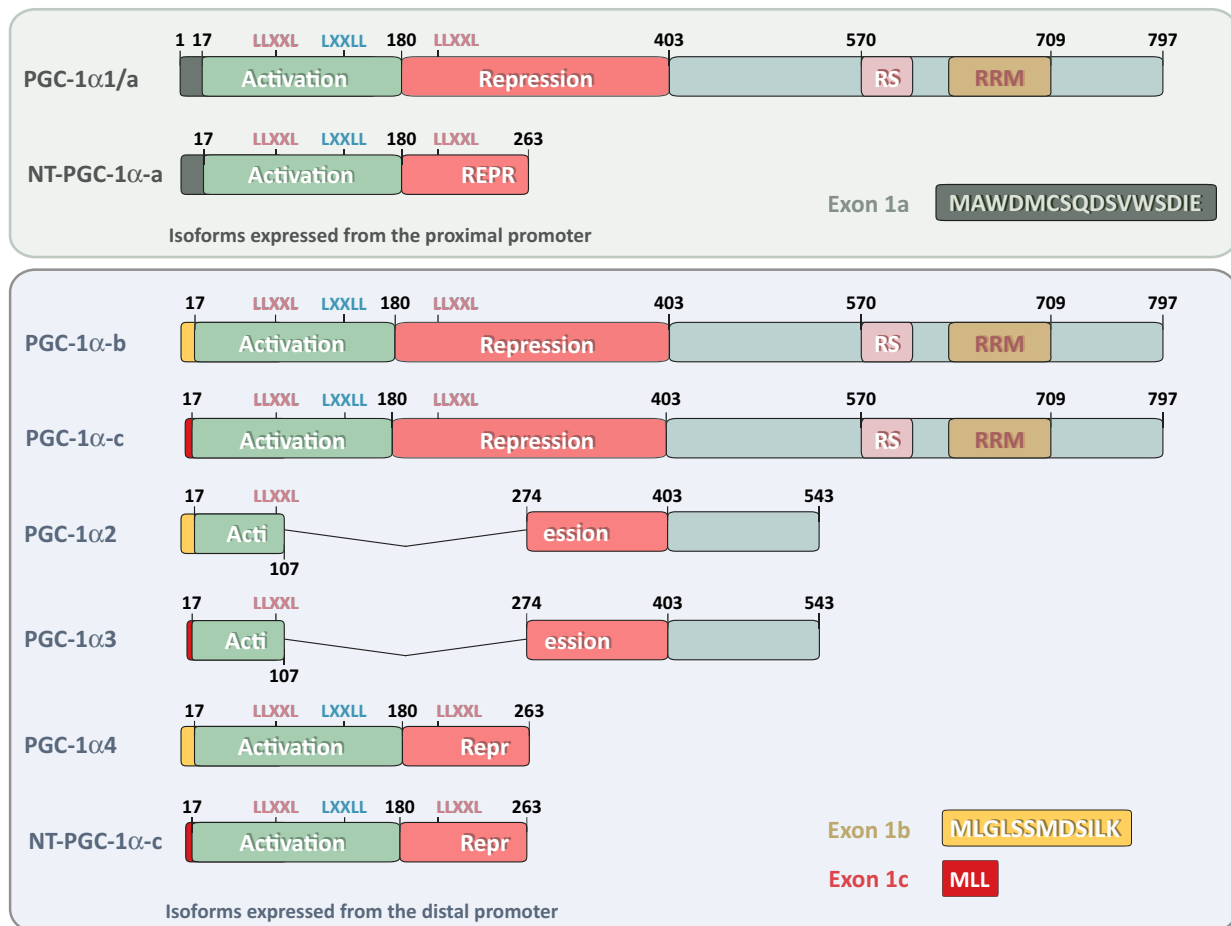 1 17 LLXXL LXXLL 180 LLXXL 403 570 709 797
PGC-1α1/a Activation Repression RS RRM
17 LLXXL LXXLL 180 LLXXL 263
NT-PGC-1α-a Activation REPR
Exon 1a MAWDMCSQDSVWSDIE
Isoforms expressed from the proximal promoter
17 LLXXL LXXLL 180 LLXXL 403 570 709 797
PGC-1α-b Activation Repression RS RRM
17 LLXXL LXXLL 180 LLXXL 403 570 709 797
PGC-1α-c Activation Repression RS RRM
17 LLXXL 274 403 543
PGC-1α2 Acti ession
107
17 LLXXL 274 403 543
PGC-1α3 Acti ession
107
17 LLXXL LXXLL 180 LLXXL 263
PGC-1α4 Activation Repr
17 LLXXL LXXLL 180 LLXXL 263
NT-PGC-1α-c Activation Repr
Exon 1b MLGLSSMDSILK
Exon 1c MLL
Isoforms expressed from the distal promoter